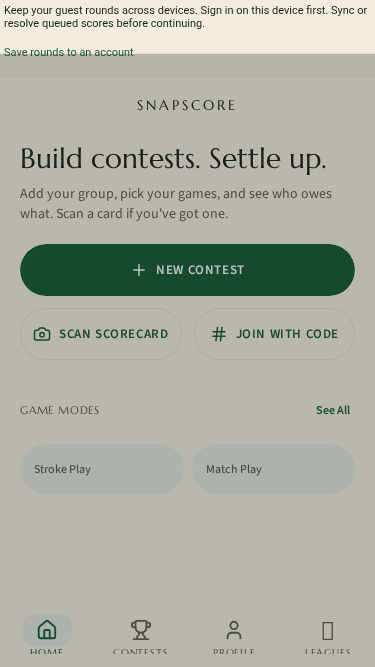 Keep your guest rounds across devices. Sign in on this device first. Sync or
resolve queued scores before continuing.
Save rounds to an account
SNAPSCORE
Build contests. Settle up.
Add your group, pick your games, and see who owes
what. Scan a card if you've got one.
NEW CONTEST
SCAN SCORECARD
JOIN WITH CODE
GAME MODES
See All
Stroke Play
Match Play
HOME
CONTESTS
PROFILE
LEAGUES